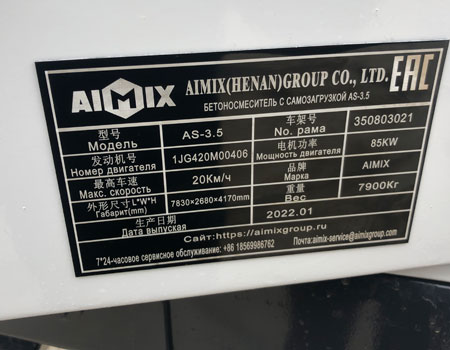 AIMIX AIMIX(HENAN)GROUP CO., LTD. EAC
БЕТОНОСМЕСИТЕЛЬ С САМОЗАГРУЗКОЙ AS-3.5
型号 Модель AS-3.5 车架号 No. рама 350803021
发动机号 Номер двигателя 1JG420M00406 电机功率 Мощность двигателя 85KW
最高车速 Макс. скорость 20Км/ч 品牌 Марка AIMIX
外形尺寸L*W*H Габарит(mm) 7830×2680×4170mm 重量 Вес 7900Кг
生产日期 Дата выпуская 2022.01
Сайт:https://aimixgroup.ru
7*24-часовое сервисное обслуживание: +86 18569986762 Почта:aimix-service@aimixgroup.com